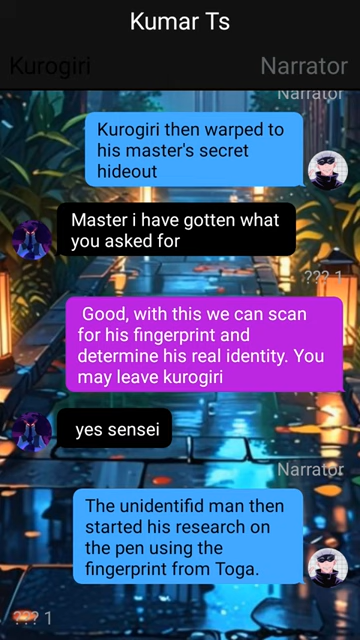 Kumar Ts
Kurogiri
Narrator
Narrator
Kurogiri then warped to
his master's secret
hideout
Master i have gotten what
you asked for
??? 1
Good, with this we can scan
for his fingerprint and
determine his real identity. You
may leave kurogiri
yes sensei
Narrator
The unidentifid man then
started his research on
the pen using the
fingerprint from Toga.
??? 1